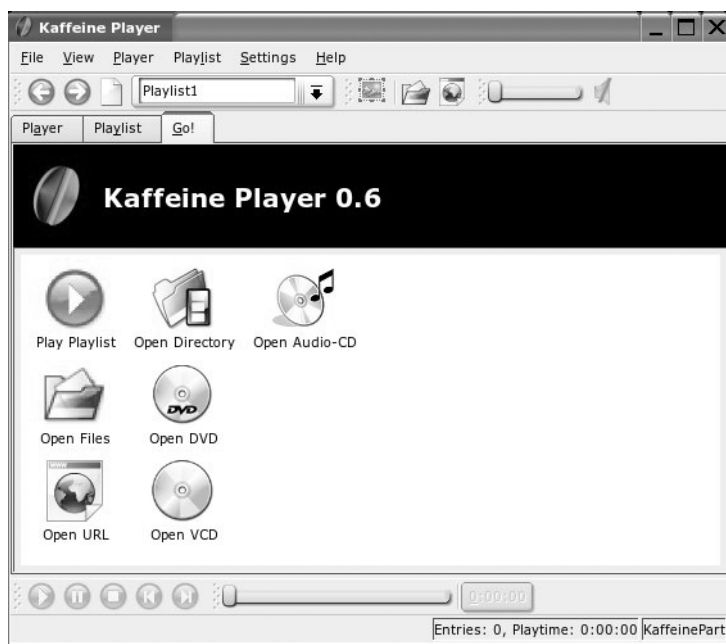 Kaffeine Player
File View Player Playlist Settings Help
Playlist1
Player Playlist Go!
Kaffeine Player 0.6
Play Playlist Open Directory Open Audio-CD
DVD
Open Files Open DVD
WWW
Open URL Open VCD
0:00:00
Entries: 0, Playtime: 0:00:00 KaffeinePart